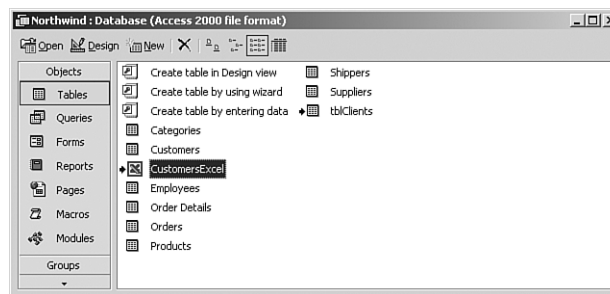 Northwind : Database (Access 2000 file format)
Open Design New
Objects
Tables
Queries
Forms
Reports
Pages
Macros
Modules
Groups
Create table in Design view
Create table by using wizard
Create table by entering data
Categories
Customers
CustomersExcel
Employees
Order Details
Orders
Products
Shippers
Suppliers
tblClients